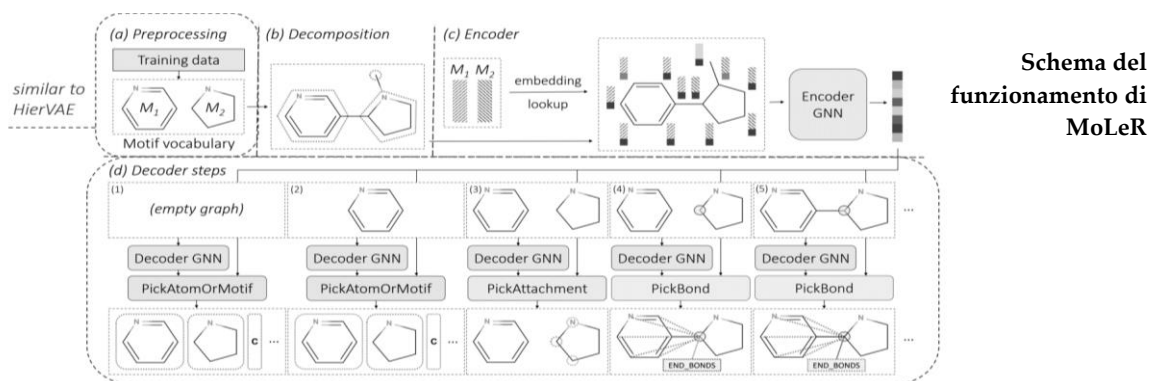 (a) Preprocessing
Training data
M1
M2
Motif vocabulary
similar to
HierVAE
(b) Decomposition
N
N
(c) Encoder
M1 M2
embedding
lookup
N
Encoder
GNN
Schema del
funzionamento di
MoLeR
(d) Decoder steps
(1)
(empty graph)
Decoder GNN
PickAtomOrMotif
N
N
C
...
(2)
N
Decoder GNN
PickAtomOrMotif
N
N
C
...
(3)
N
N
Decoder GNN
PickAttachment
N
N
(4)
N
N
Decoder GNN
PickBond
N
N
END_BONDS
(5)
N
N
Decoder GNN
PickBond
N
N
END_BONDS
...
...